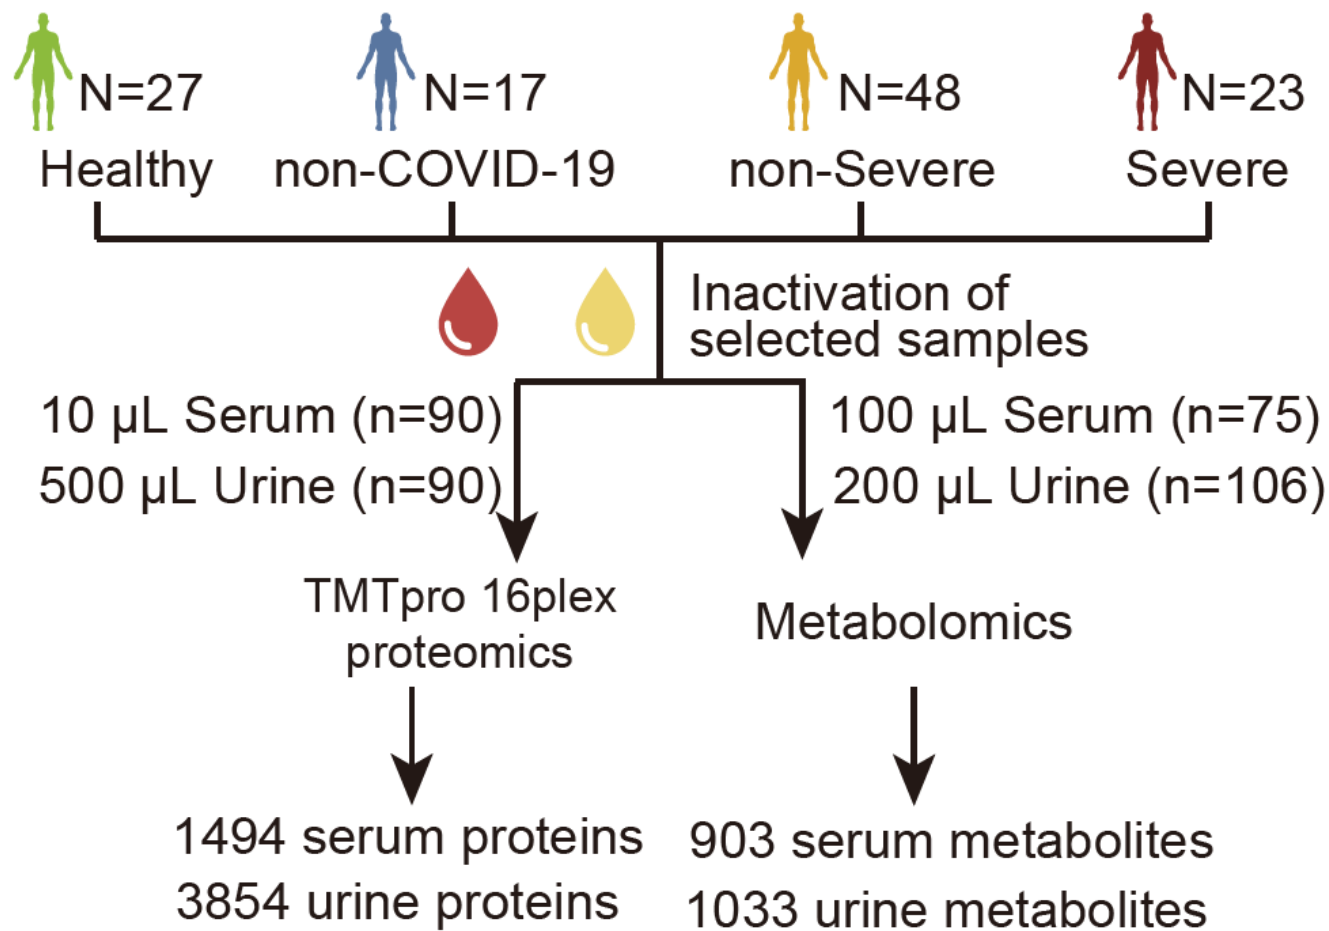 N=27
N=17
N=48
N=23
Healthy
non-COVID-19
non-Severe
Severe
Inactivation of
selected samples
10 μL Serum (n=90)
500 μL Urine (n=90)
100 μL Serum (n=75)
200 μL Urine (n=106)
TMTpro 16plex
proteomics
Metabolomics
1494 serum proteins
3854 urine proteins
903 serum metabolites
1033 urine metabolites